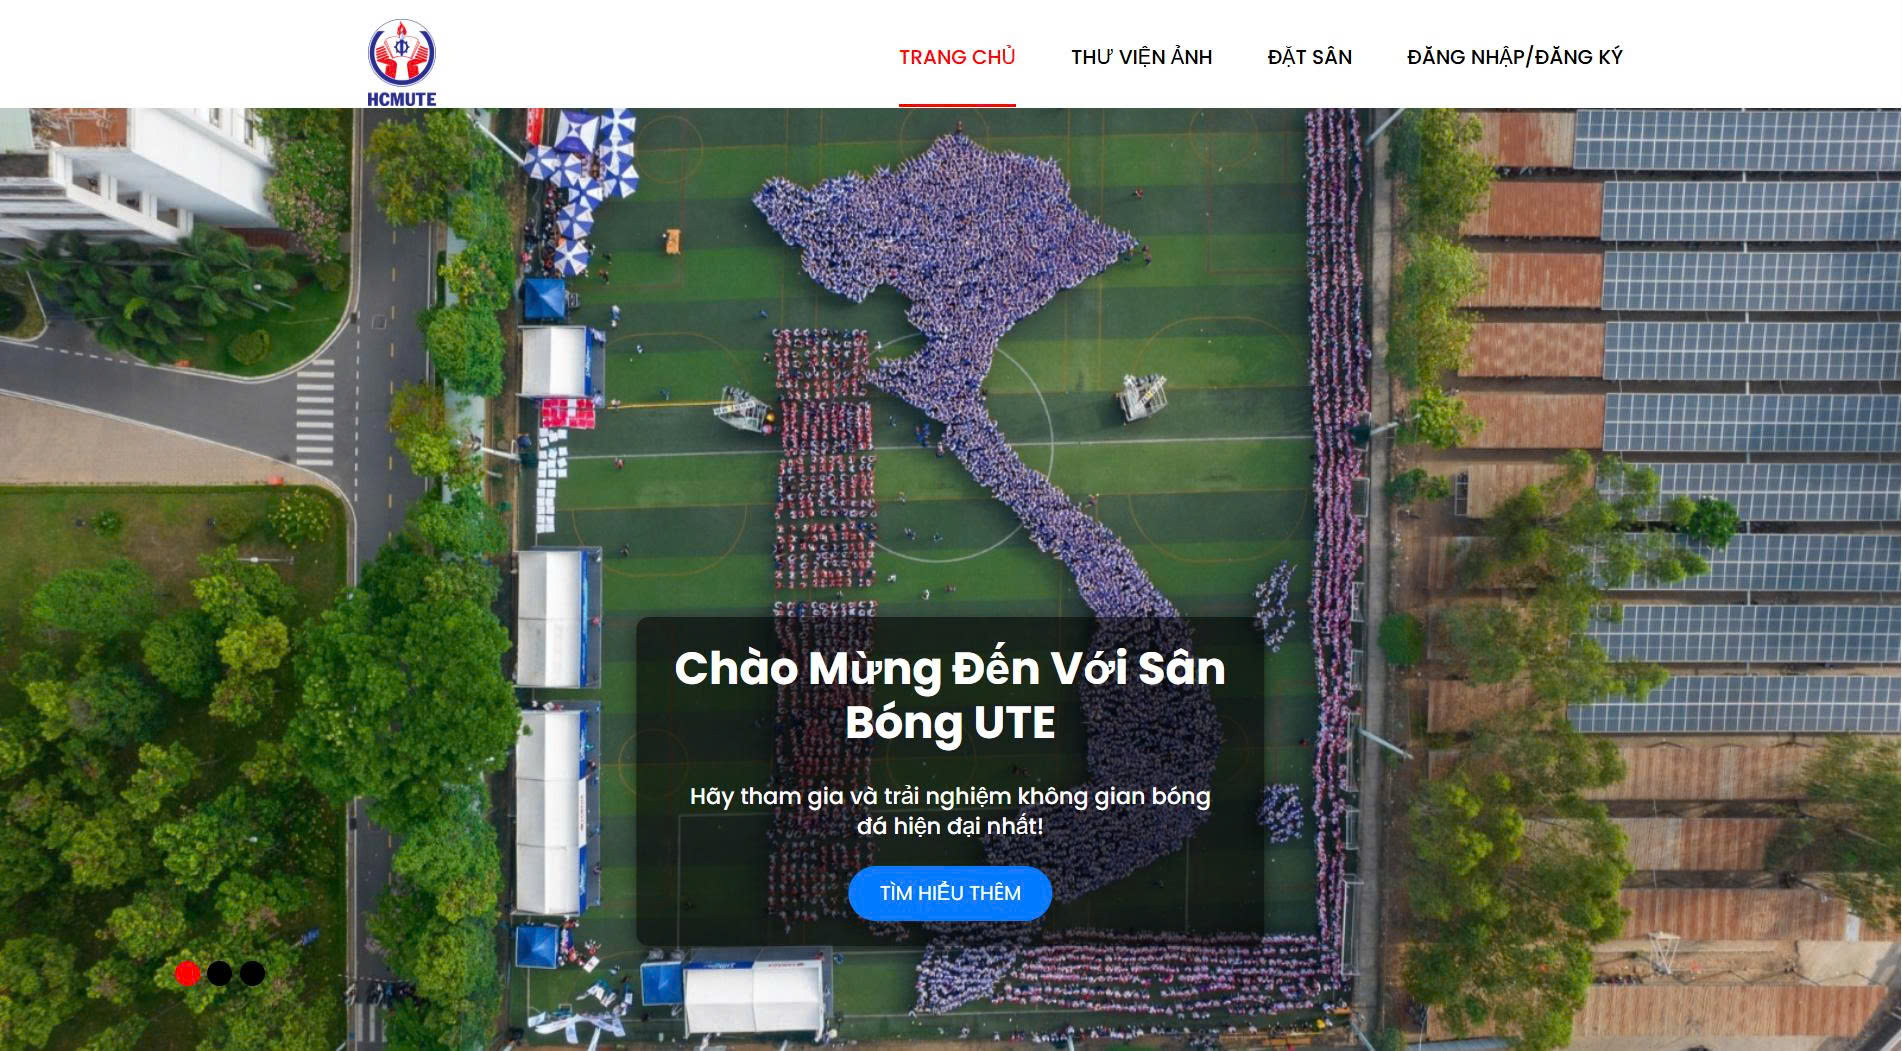 HCMUTE
TRANG CHỦ
THƯ VIỆN ẢNH
ĐẶT SÂN
ĐĂNG NHẬP/ĐĂNG KÝ
Chào Mừng Đến Với Sân
Bóng UTE
Hãy tham gia và trải nghiệm không gian bóng
đá hiện đại nhất!
TÌM HIỂU THÊM